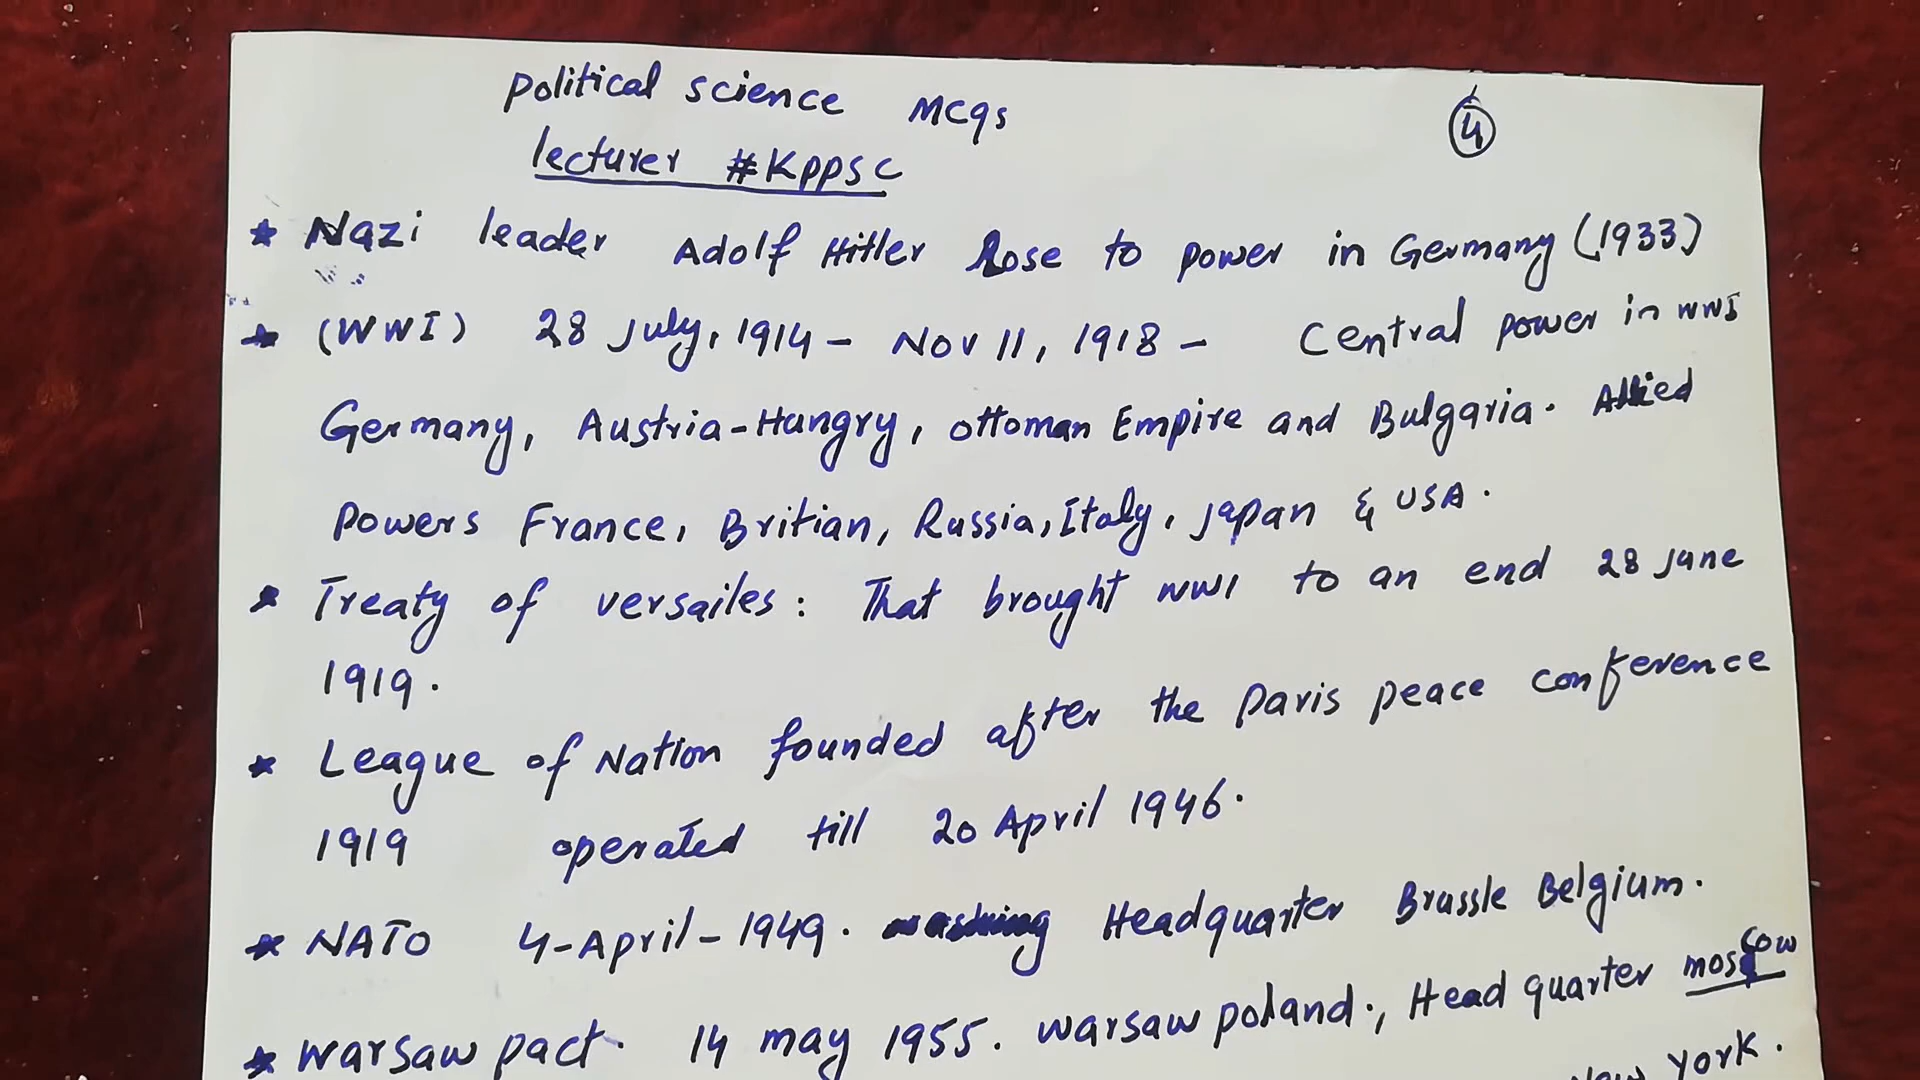 Political science MCQs
4
lecturer #KPPSC
★ Nazi leader Adolf Hitler Rose to power in Germany (1933)
★ (WWI) 28 July, 1914 - Nov 11, 1918 - Central power in WWI
Germany, Austria-Hungry, Ottoman Empire and Bulgaria. Allied
Powers France, Britian, Russia, Italy, Japan & USA.
★ Treaty of versailes: That brought WW1 to an end 28 June
1919.
★ League of Nation founded after the Paris peace conference
1919 operated till 20 April 1946.
★ NATO 4-April-1949. Headquarter Brussle Belgium.
★ Warsaw pact. 14 may 1955. Warsaw poland., Head quarter moscow
New York.